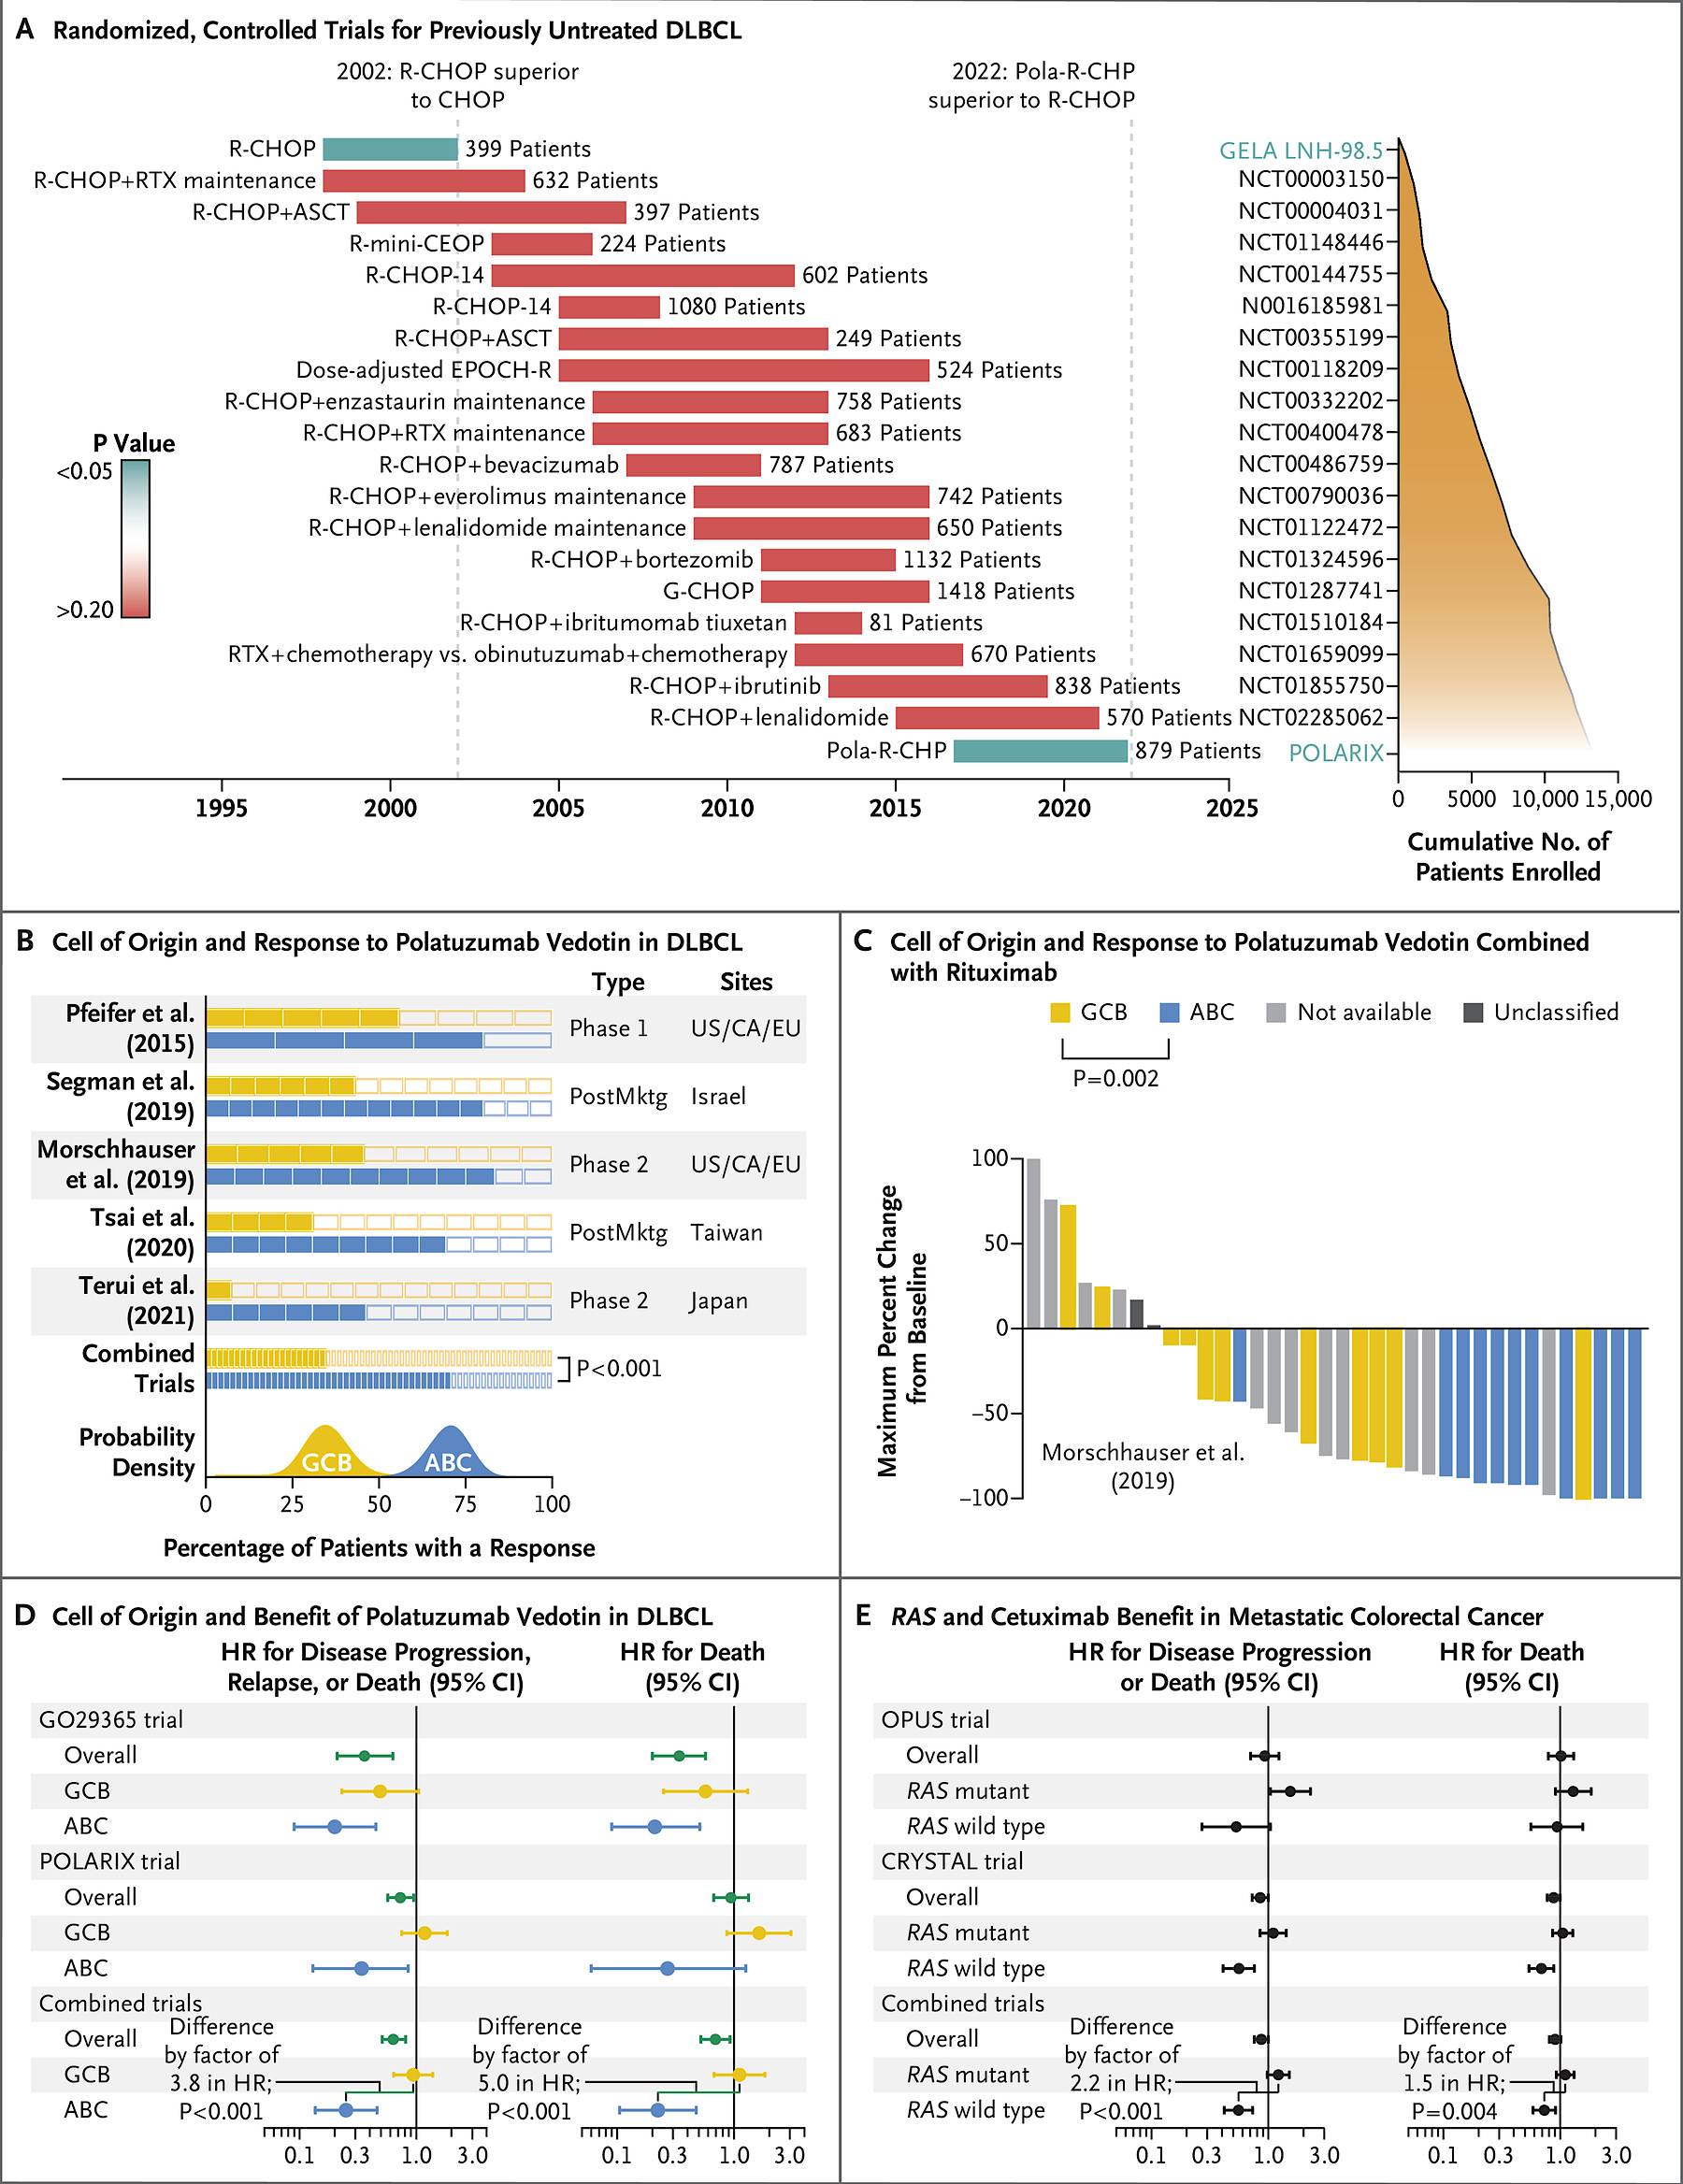 A Randomized, Controlled Trials for Previously Untreated DLBCL
2002: R-CHOP superior
to CHOP
2022: Pola-R-CHP
superior to R-CHOP
R-CHOP 399 Patients GELA LNH-98.5
R-CHOP+RTX maintenance 632 Patients NCT00003150
R-CHOP+ASCT 397 Patients NCT00004031
R-mini-CEOP 224 Patients NCT01148446
R-CHOP-14 602 Patients NCT00144755
R-CHOP-14 1080 Patients N0016185981
R-CHOP+ASCT 249 Patients NCT00355199
Dose-adjusted EPOCH-R 524 Patients NCT00118209
R-CHOP+enzastaurin maintenance 758 Patients NCT00332202
R-CHOP+RTX maintenance 683 Patients NCT00400478
R-CHOP+bevacizumab 787 Patients NCT00486759
R-CHOP+everolimus maintenance 742 Patients NCT00790036
R-CHOP+lenalidomide maintenance 650 Patients NCT01122472
R-CHOP+bortezomib 1132 Patients NCT01324596
G-CHOP 1418 Patients NCT01287741
R-CHOP+ibritumomab tiuxetan 81 Patients NCT01510184
RTX+chemotherapy vs. obinutuzumab+chemotherapy 670 Patients NCT01659099
R-CHOP+ibrutinib 838 Patients NCT01855750
R-CHOP+lenalidomide 570 Patients NCT02285062
Pola-R-CHP 879 Patients POLARIX
P Value
<0.05
>0.20
1995 2000 2005 2010 2015 2020 2025
0 5000 10,000 15,000
Cumulative No. of
Patients Enrolled
B Cell of Origin and Response to Polatuzumab Vedotin in DLBCL
Type Sites
Pfeifer et al.
(2015)
Phase 1 US/CA/EU
Segman et al.
(2019)
PostMktg Israel
Morschhauser
et al. (2019)
Phase 2 US/CA/EU
Tsai et al.
(2020)
PostMktg Taiwan
Terui et al.
(2021)
Phase 2 Japan
Combined
Trials
P<0.001
Probability
Density
GCB ABC
0 25 50 75 100
Percentage of Patients with a Response
C Cell of Origin and Response to Polatuzumab Vedotin Combined
with Rituximab
GCB ABC Not available Unclassified
P=0.002
Maximum Percent Change
from Baseline
100
50
0
−50
−100
Morschhauser et al.
(2019)
D Cell of Origin and Benefit of Polatuzumab Vedotin in DLBCL
HR for Disease Progression,
Relapse, or Death (95% CI)
HR for Death
(95% CI)
GO29365 trial
Overall
GCB
ABC
POLARIX trial
Overall
GCB
ABC
Combined trials
Overall
GCB
ABC
Difference
by factor of
3.8 in HR;
P<0.001
Difference
by factor of
5.0 in HR;
P<0.001
0.1 0.3 1.0 3.0
0.1 0.3 1.0 3.0
E RAS and Cetuximab Benefit in Metastatic Colorectal Cancer
HR for Disease Progression
or Death (95% CI)
HR for Death
(95% CI)
OPUS trial
Overall
RAS mutant
RAS wild type
CRYSTAL trial
Overall
RAS mutant
RAS wild type
Combined trials
Overall
RAS mutant
RAS wild type
Difference
by factor of
2.2 in HR;
P<0.001
Difference
by factor of
1.5 in HR;
P=0.004
0.1 0.3 1.0 3.0
0.1 0.3 1.0 3.0